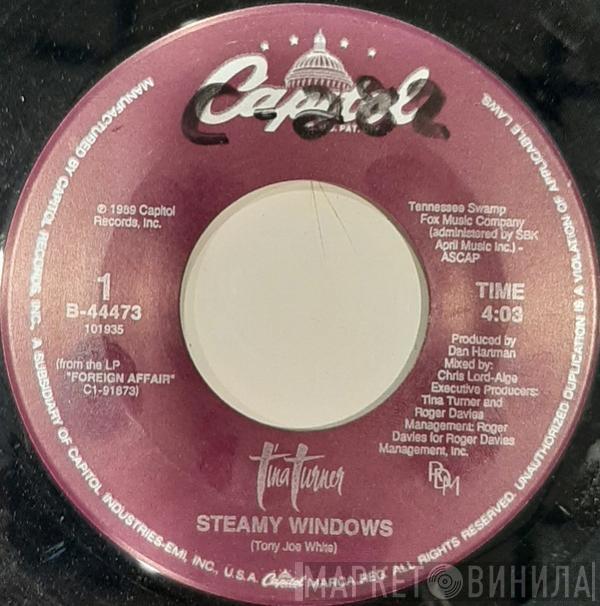 Capitol
MANUFACTURED BY CAPITOL RECORDS, INC., A SUBSIDIARY OF CAPITOL INDUSTRIES-EMI, INC., U.S.A. Capitol MARCA REG. ALL RIGHTS RESERVED. UNAUTHORIZED DUPLICATION IS A VIOLATION OF APPLICABLE LAWS.
℗ 1989 Capitol
Records, Inc.
1
B-44473
101935
(from the LP
"FOREIGN AFFAIR"
C1-91873)
Tennessee Swamp
Fox Music Company
(administered by SBK
April Music Inc.) -
ASCAP
TIME
4:03
Produced by
Dan Hartman
Mixed by:
Chris Lord-Alge
Executive Producers:
Tina Turner and
Roger Davies
Management: Roger
Davies for Roger Davies
Management, Inc.
Tina Turner
STEAMY WINDOWS
(Tony Joe White)
МАРКЕТ ВИНИЛА